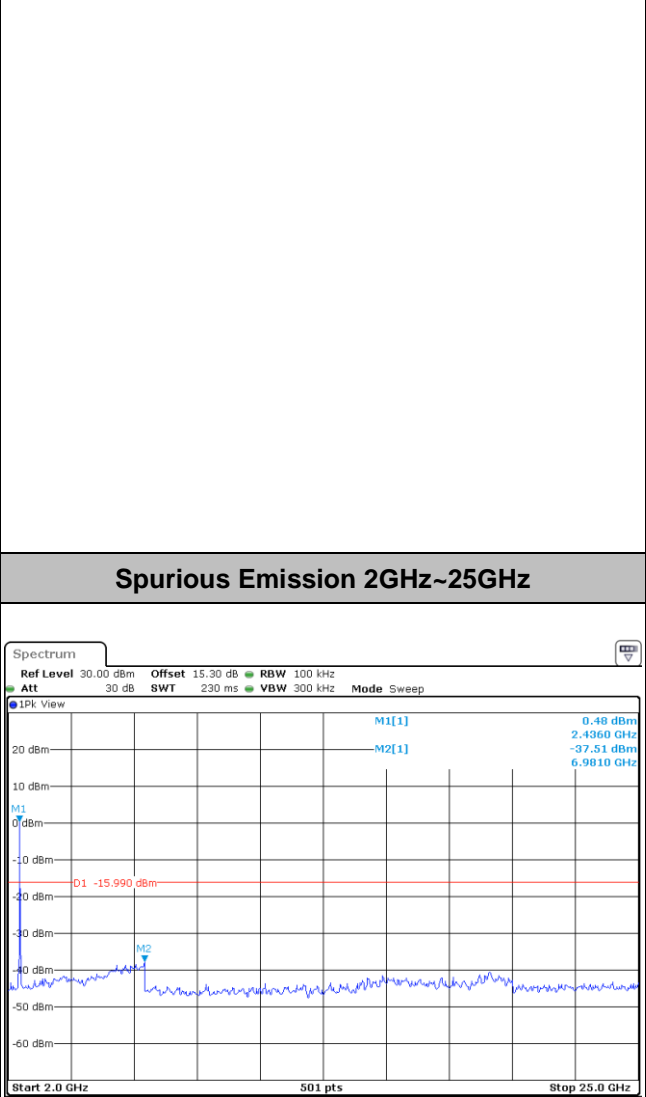 Spurious Emission 2GHz~25GHz
Spectrum
Ref Level 30.00 dBm Offset 15.30 dB RBW 100 kHz
Att 30 dB SWT 230 ms VBW 300 kHz Mode Sweep
1Pk View
M1[1] 0.48 dBm
2.4360 GHz
M2[1] -37.51 dBm
6.9810 GHz
20 dBm
10 dBm
M1
0 dBm
-10 dBm
D1 -15.990 dBm
-20 dBm
-30 dBm
M2
-40 dBm
-50 dBm
-60 dBm
Start 2.0 GHz 501 pts Stop 25.0 GHz